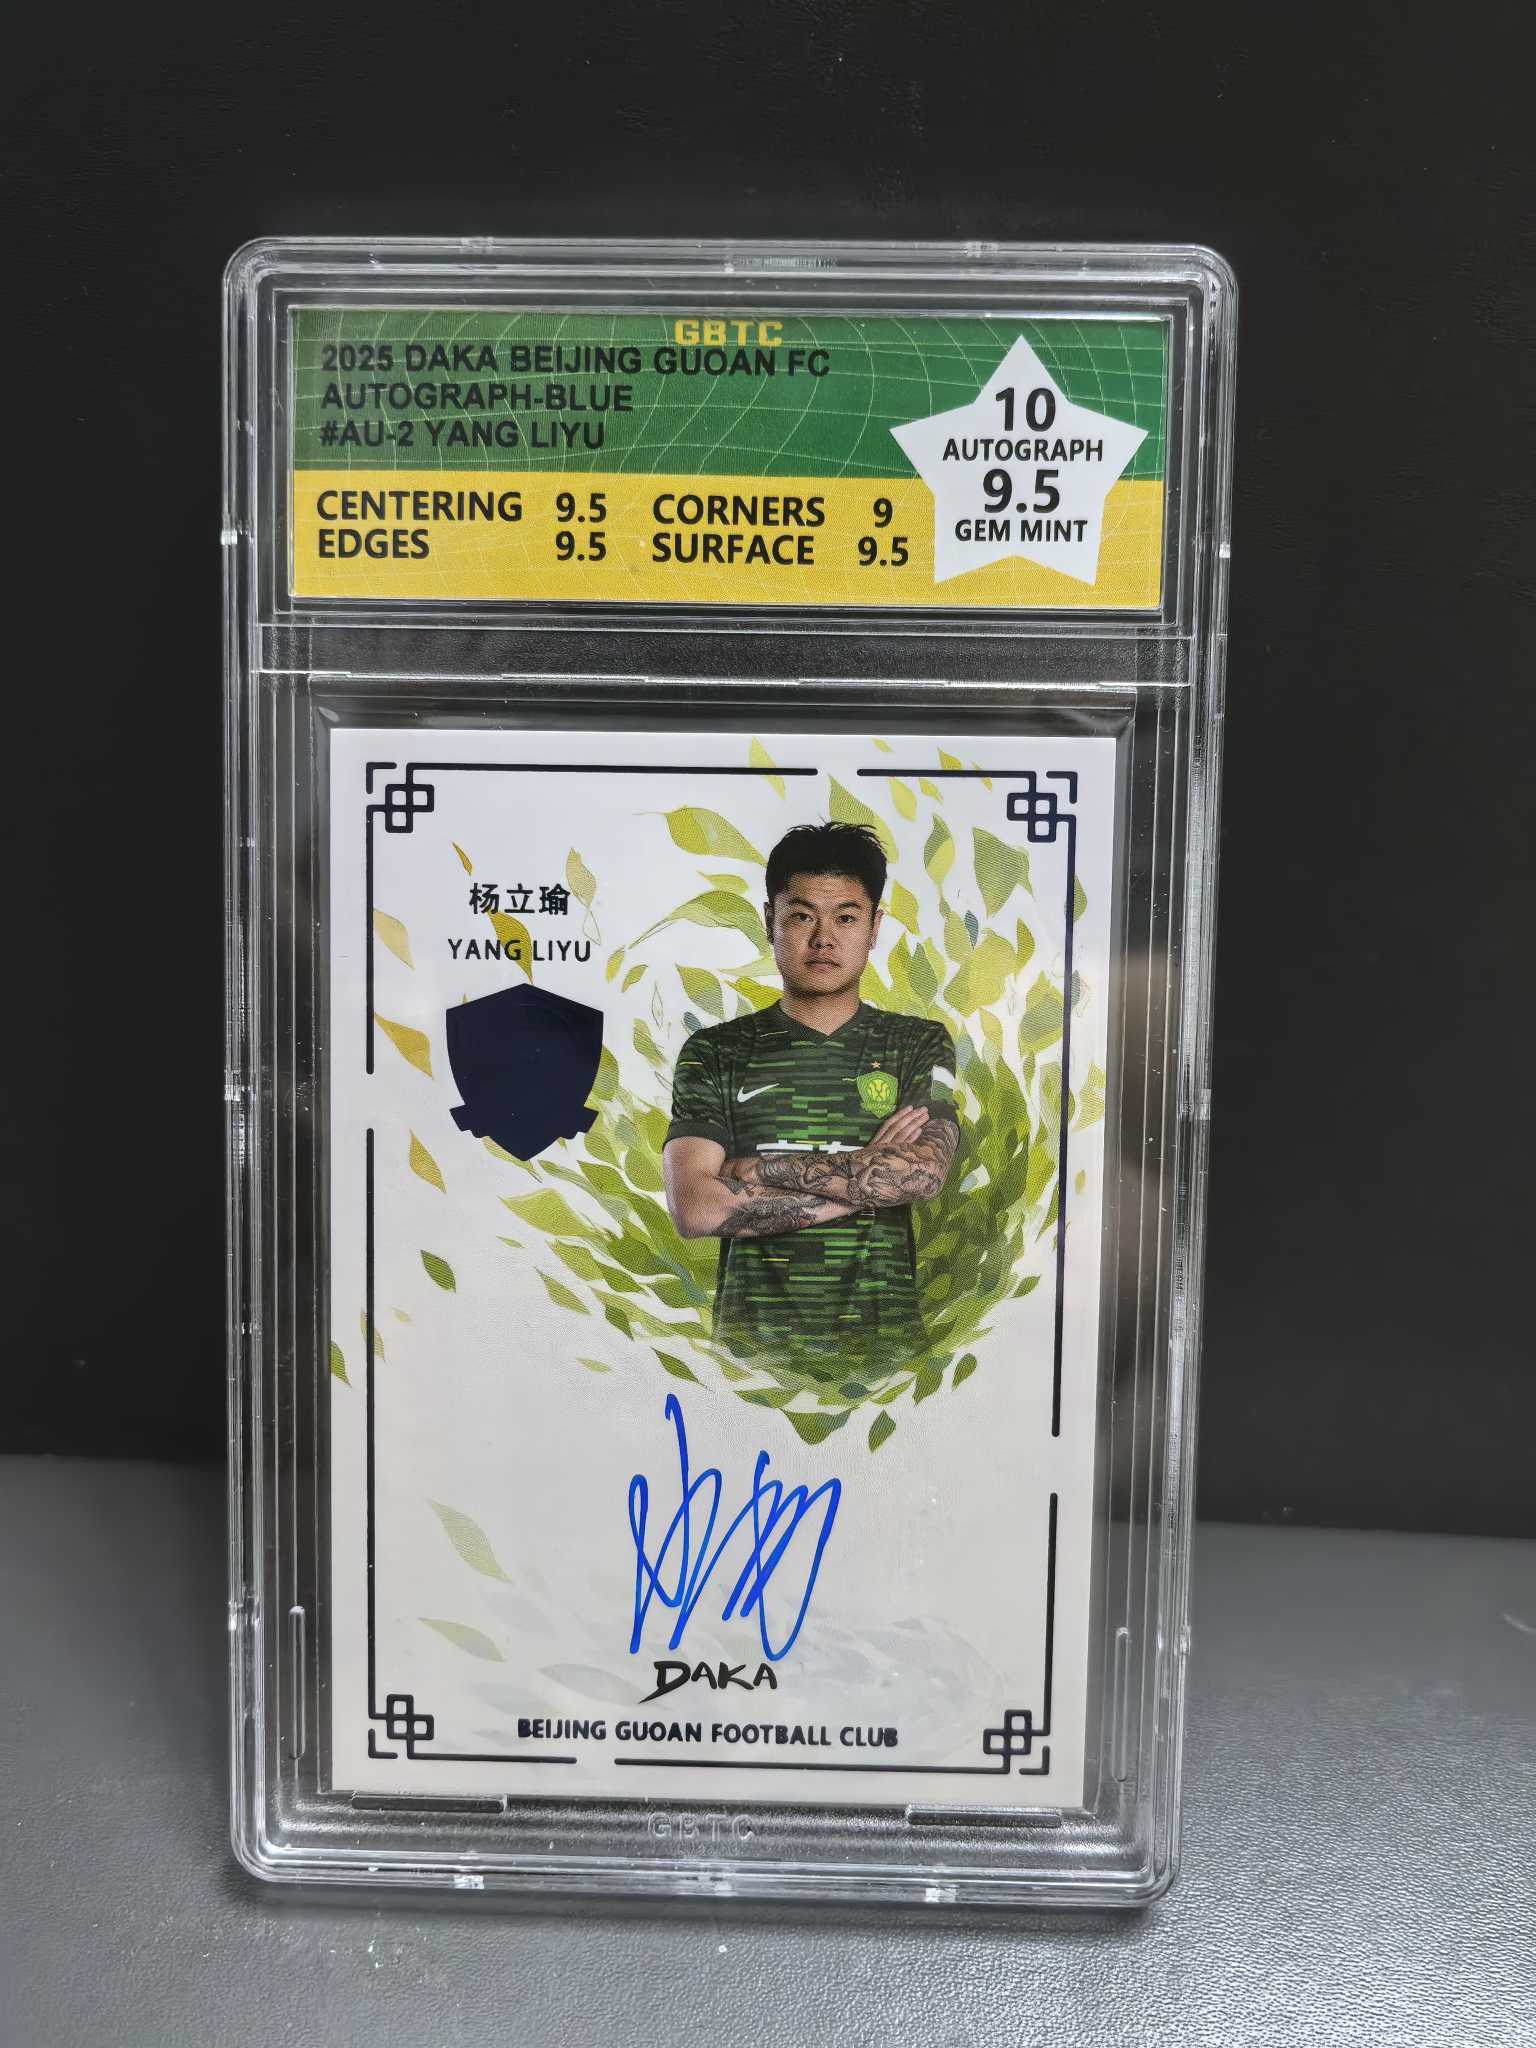 GBTC
2025 DAKA BEIJING GUOAN FC
AUTOGRAPH-BLUE
#AU-2 YANG LIYU
CENTERING 9.5 CORNERS 9
EDGES 9.5 SURFACE 9.5
10
AUTOGRAPH
9.5
GEM MINT
杨立瑜
YANG LIYU
DAKA
BEIJING GUOAN FOOTBALL CLUB
GBTC